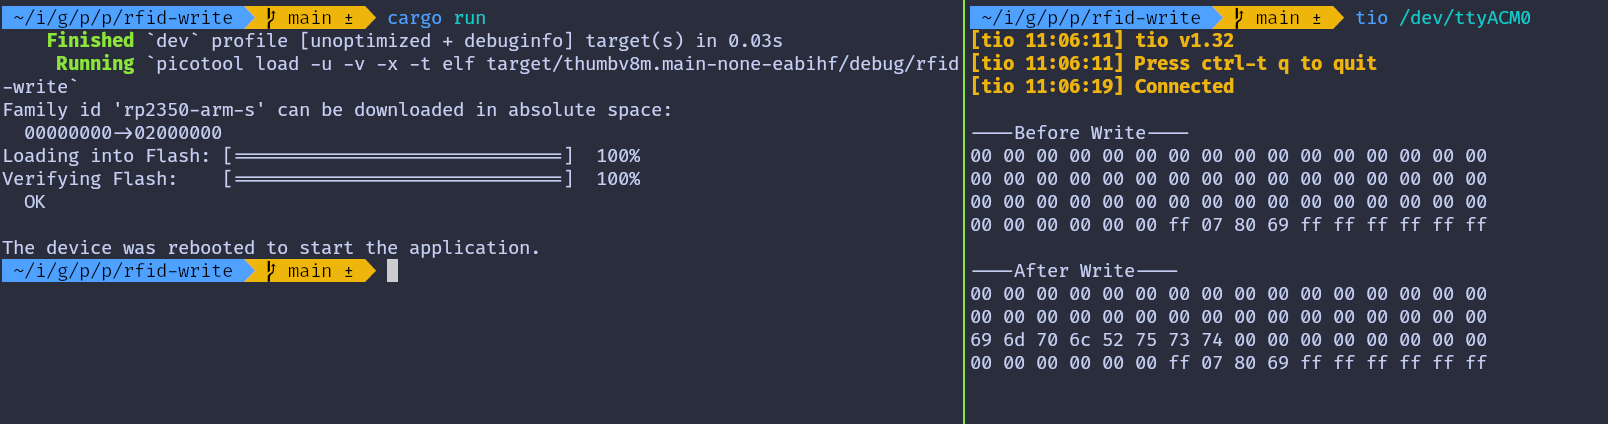 ~/i/g/p/p/rfid-write main ± cargo run
Finished `dev` profile [unoptimized + debuginfo] target(s) in 0.03s
Running `picotool load -u -v -x -t elf target/thumbv8m.main-none-eabihf/debug/rfid
-write`
Family id 'rp2350-arm-s' can be downloaded in absolute space:
00000000->02000000
Loading into Flash: [==============================] 100%
Verifying Flash: [==============================] 100%
OK
The device was rebooted to start the application.
~/i/g/p/p/rfid-write main ±
~/i/g/p/p/rfid-write main ± tio /dev/ttyACM0
[tio 11:06:11] tio v1.32
[tio 11:06:11] Press ctrl-t q to quit
[tio 11:06:19] Connected
----Before Write----
00 00 00 00 00 00 00 00 00 00 00 00 00 00 00 00
00 00 00 00 00 00 00 00 00 00 00 00 00 00 00 00
00 00 00 00 00 00 00 00 00 00 00 00 00 00 00 00
00 00 00 00 00 00 ff 07 80 69 ff ff ff ff ff ff
----After Write----
00 00 00 00 00 00 00 00 00 00 00 00 00 00 00 00
00 00 00 00 00 00 00 00 00 00 00 00 00 00 00 00
69 6d 70 6c 52 75 73 74 00 00 00 00 00 00 00 00
00 00 00 00 00 00 ff 07 80 69 ff ff ff ff ff ff